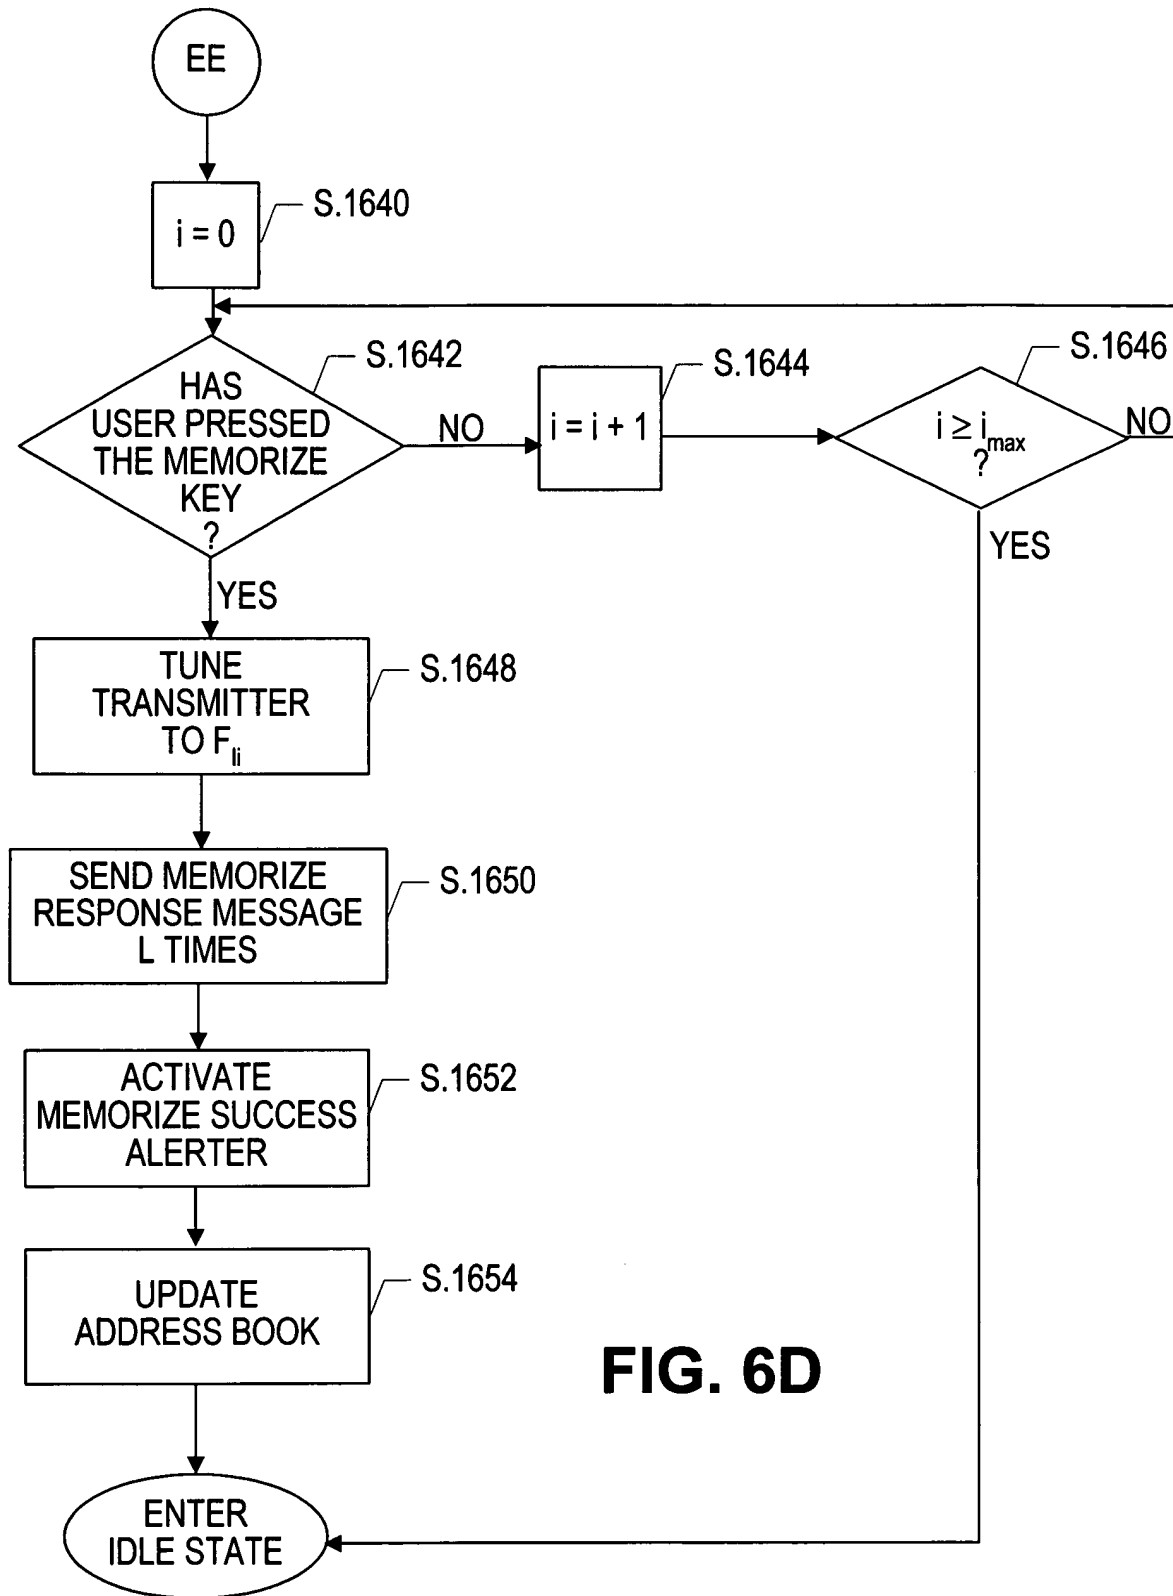 EE
i = 0
S.1640
HAS
USER PRESSED
THE MEMORIZE
KEY
?
S.1642
NO
i = i + 1
S.1644
i ≥ imax
?
S.1646
NO
YES
YES
TUNE
TRANSMITTER
TO Fli
S.1648
SEND MEMORIZE
RESPONSE MESSAGE
L TIMES
S.1650
ACTIVATE
MEMORIZE SUCCESS
ALERTER
S.1652
UPDATE
ADDRESS BOOK
S.1654
ENTER
IDLE STATE
FIG. 6D